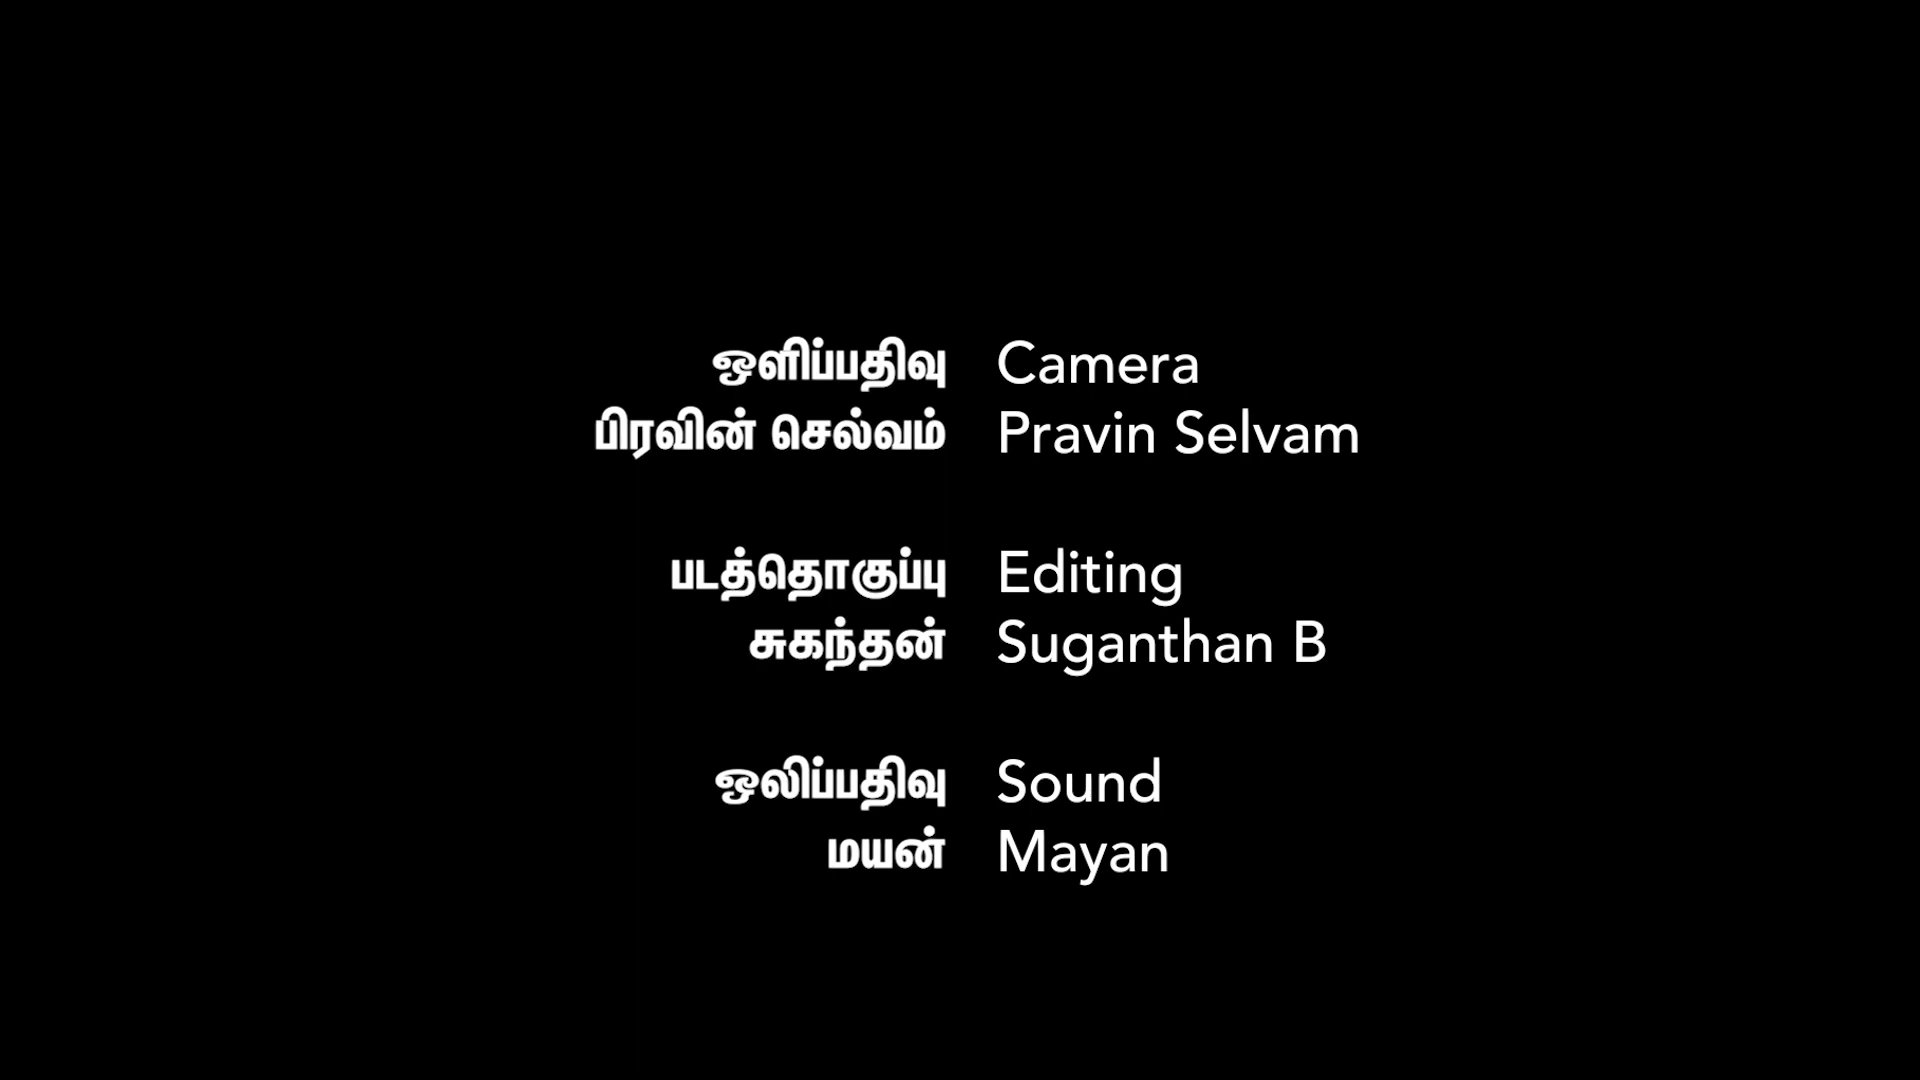 ஒளிப்பதிவு Camera
பிரவின் செல்வம் Pravin Selvam
படத்தொகுப்பு Editing
சுகந்தன் Suganthan B
ஒலிப்பதிவு Sound
மயன் Mayan